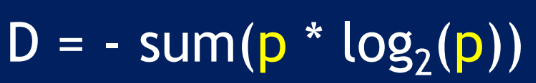 D = - sum(p * log₂(p))